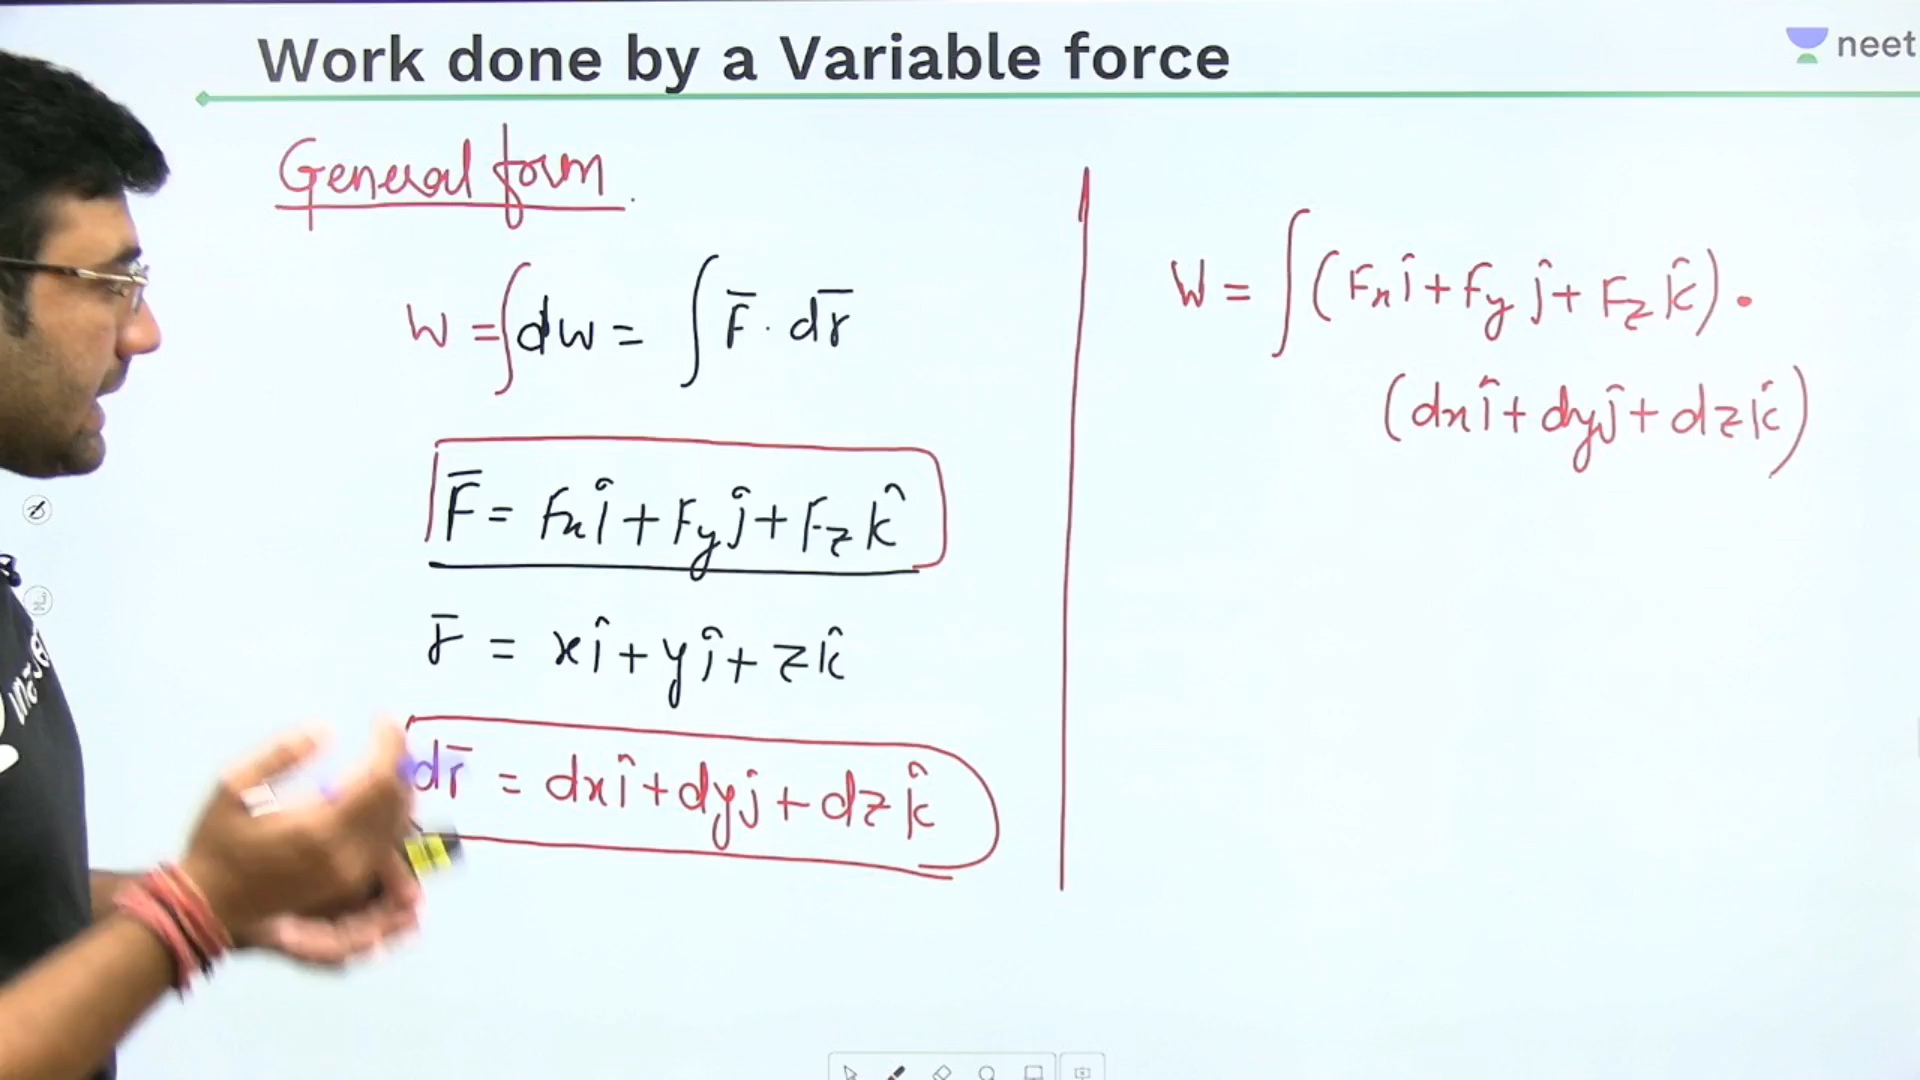 Work done by a Variable force
neet
General form
W = ∫dw = ∫F̅ · dr̅
F̅ = Fxî + Fyĵ + Fzk̂
r̅ = xî + yĵ + zk̂
dr̅ = dxî + dyĵ + dzk̂
W = ∫(Fxî + Fyĵ + Fzk̂) ·
(dxî + dyĵ + dzk̂)